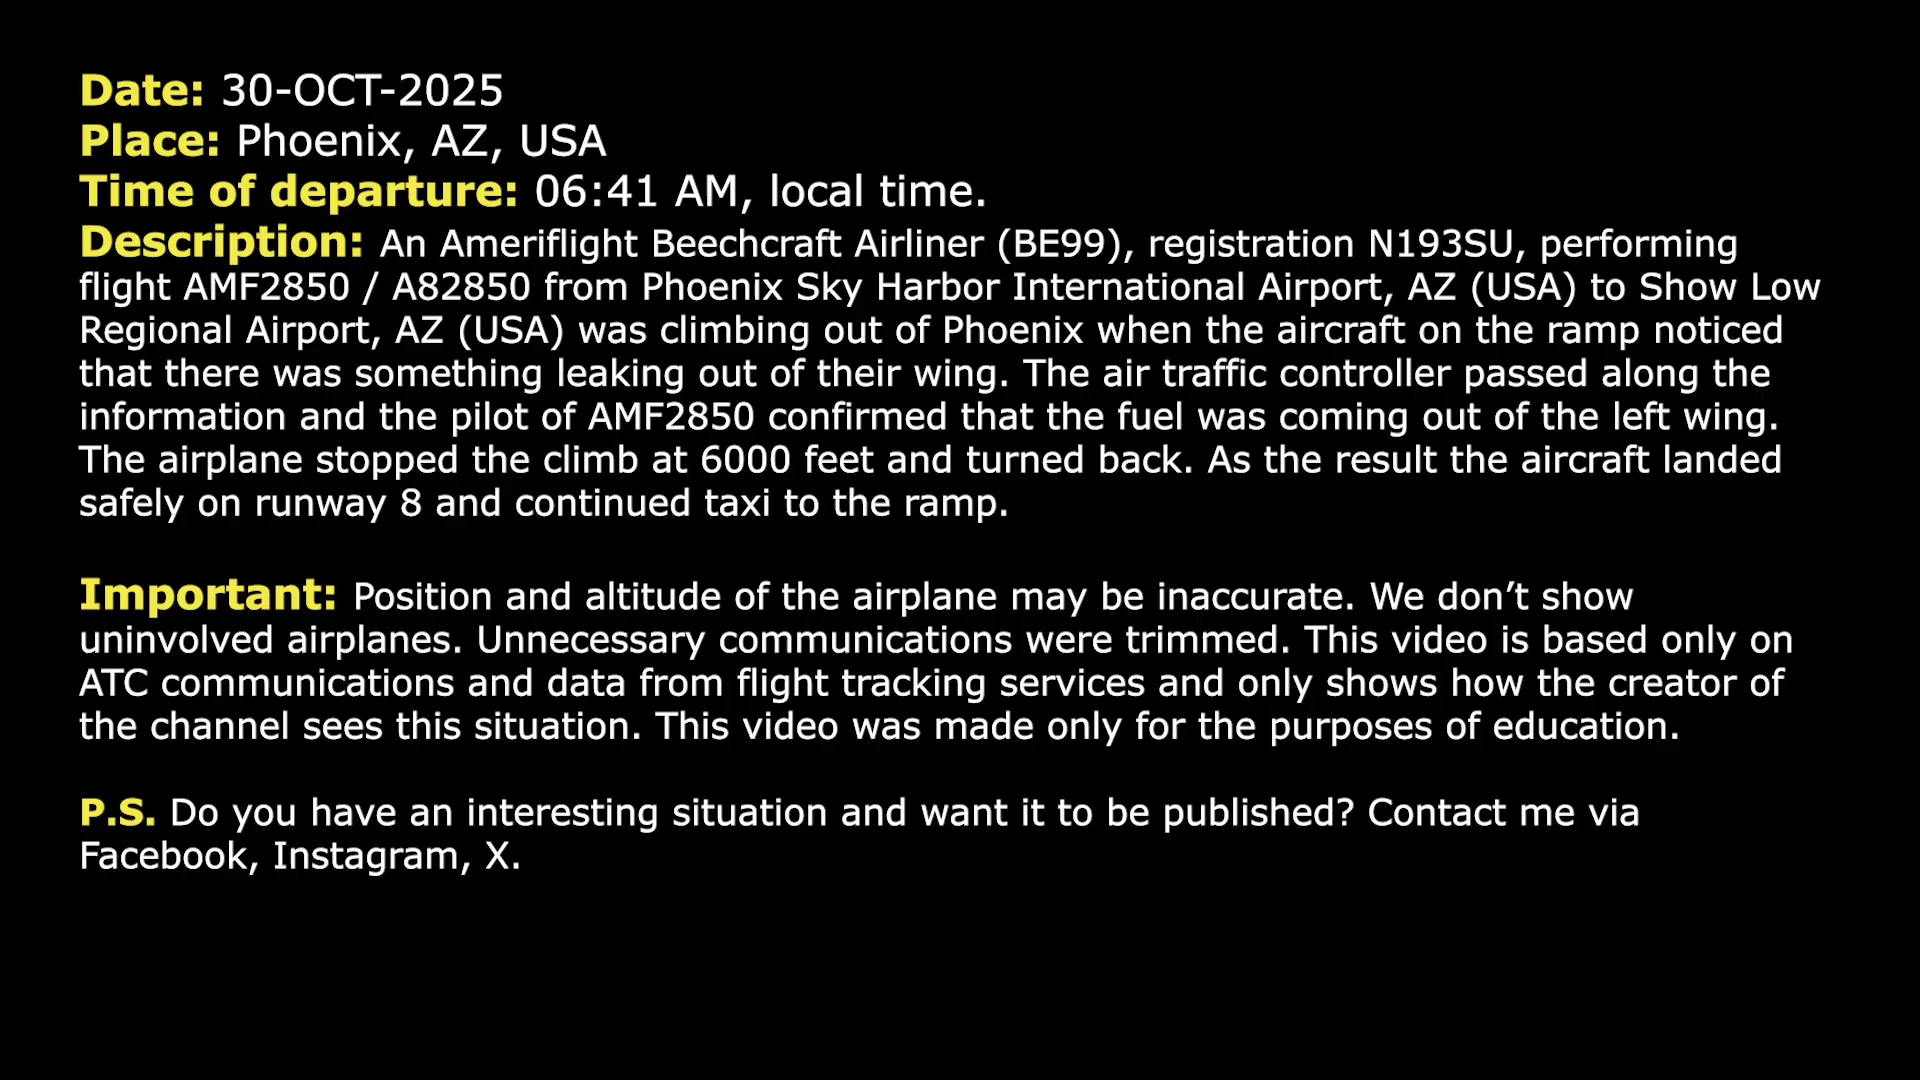 Date: 30-OCT-2025
Place: Phoenix, AZ, USA
Time of departure: 06:41 AM, local time.
Description: An Ameriflight Beechcraft Airliner (BE99), registration N193SU, performing
flight AMF2850 / A82850 from Phoenix Sky Harbor International Airport, AZ (USA) to Show Low
Regional Airport, AZ (USA) was climbing out of Phoenix when the aircraft on the ramp noticed
that there was something leaking out of their wing. The air traffic controller passed along the
information and the pilot of AMF2850 confirmed that the fuel was coming out of the left wing.
The airplane stopped the climb at 6000 feet and turned back. As the result the aircraft landed
safely on runway 8 and continued taxi to the ramp.
Important: Position and altitude of the airplane may be inaccurate. We don’t show
uninvolved airplanes. Unnecessary communications were trimmed. This video is based only on
ATC communications and data from flight tracking services and only shows how the creator of
the channel sees this situation. This video was made only for the purposes of education.
P.S. Do you have an interesting situation and want it to be published? Contact me via
Facebook, Instagram, X.